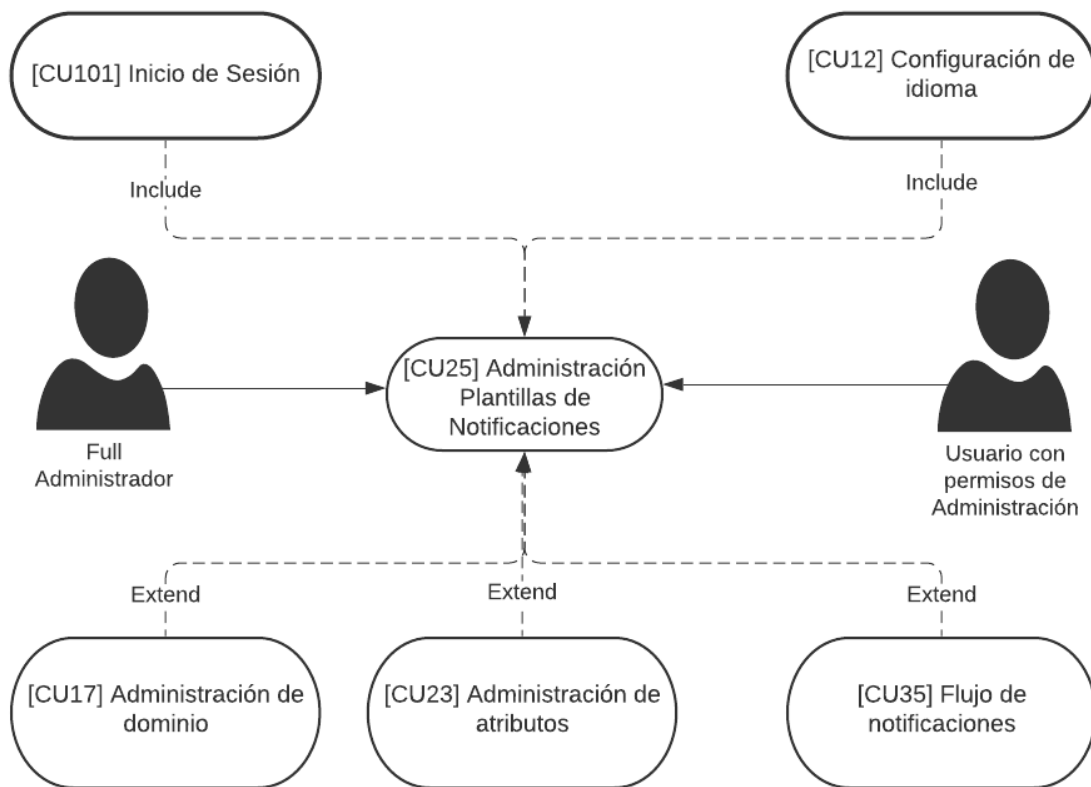 [CU101] Inicio de Sesión
[CU12] Configuración de
idioma
Include
Include
[CU25] Administración
Plantillas de
Notificaciones
Full
Administrador
Usuario con
permisos de
Administración
Extend
Extend
Extend
[CU17] Administración de
dominio
[CU23] Administración de
atributos
[CU35] Flujo de
notificaciones